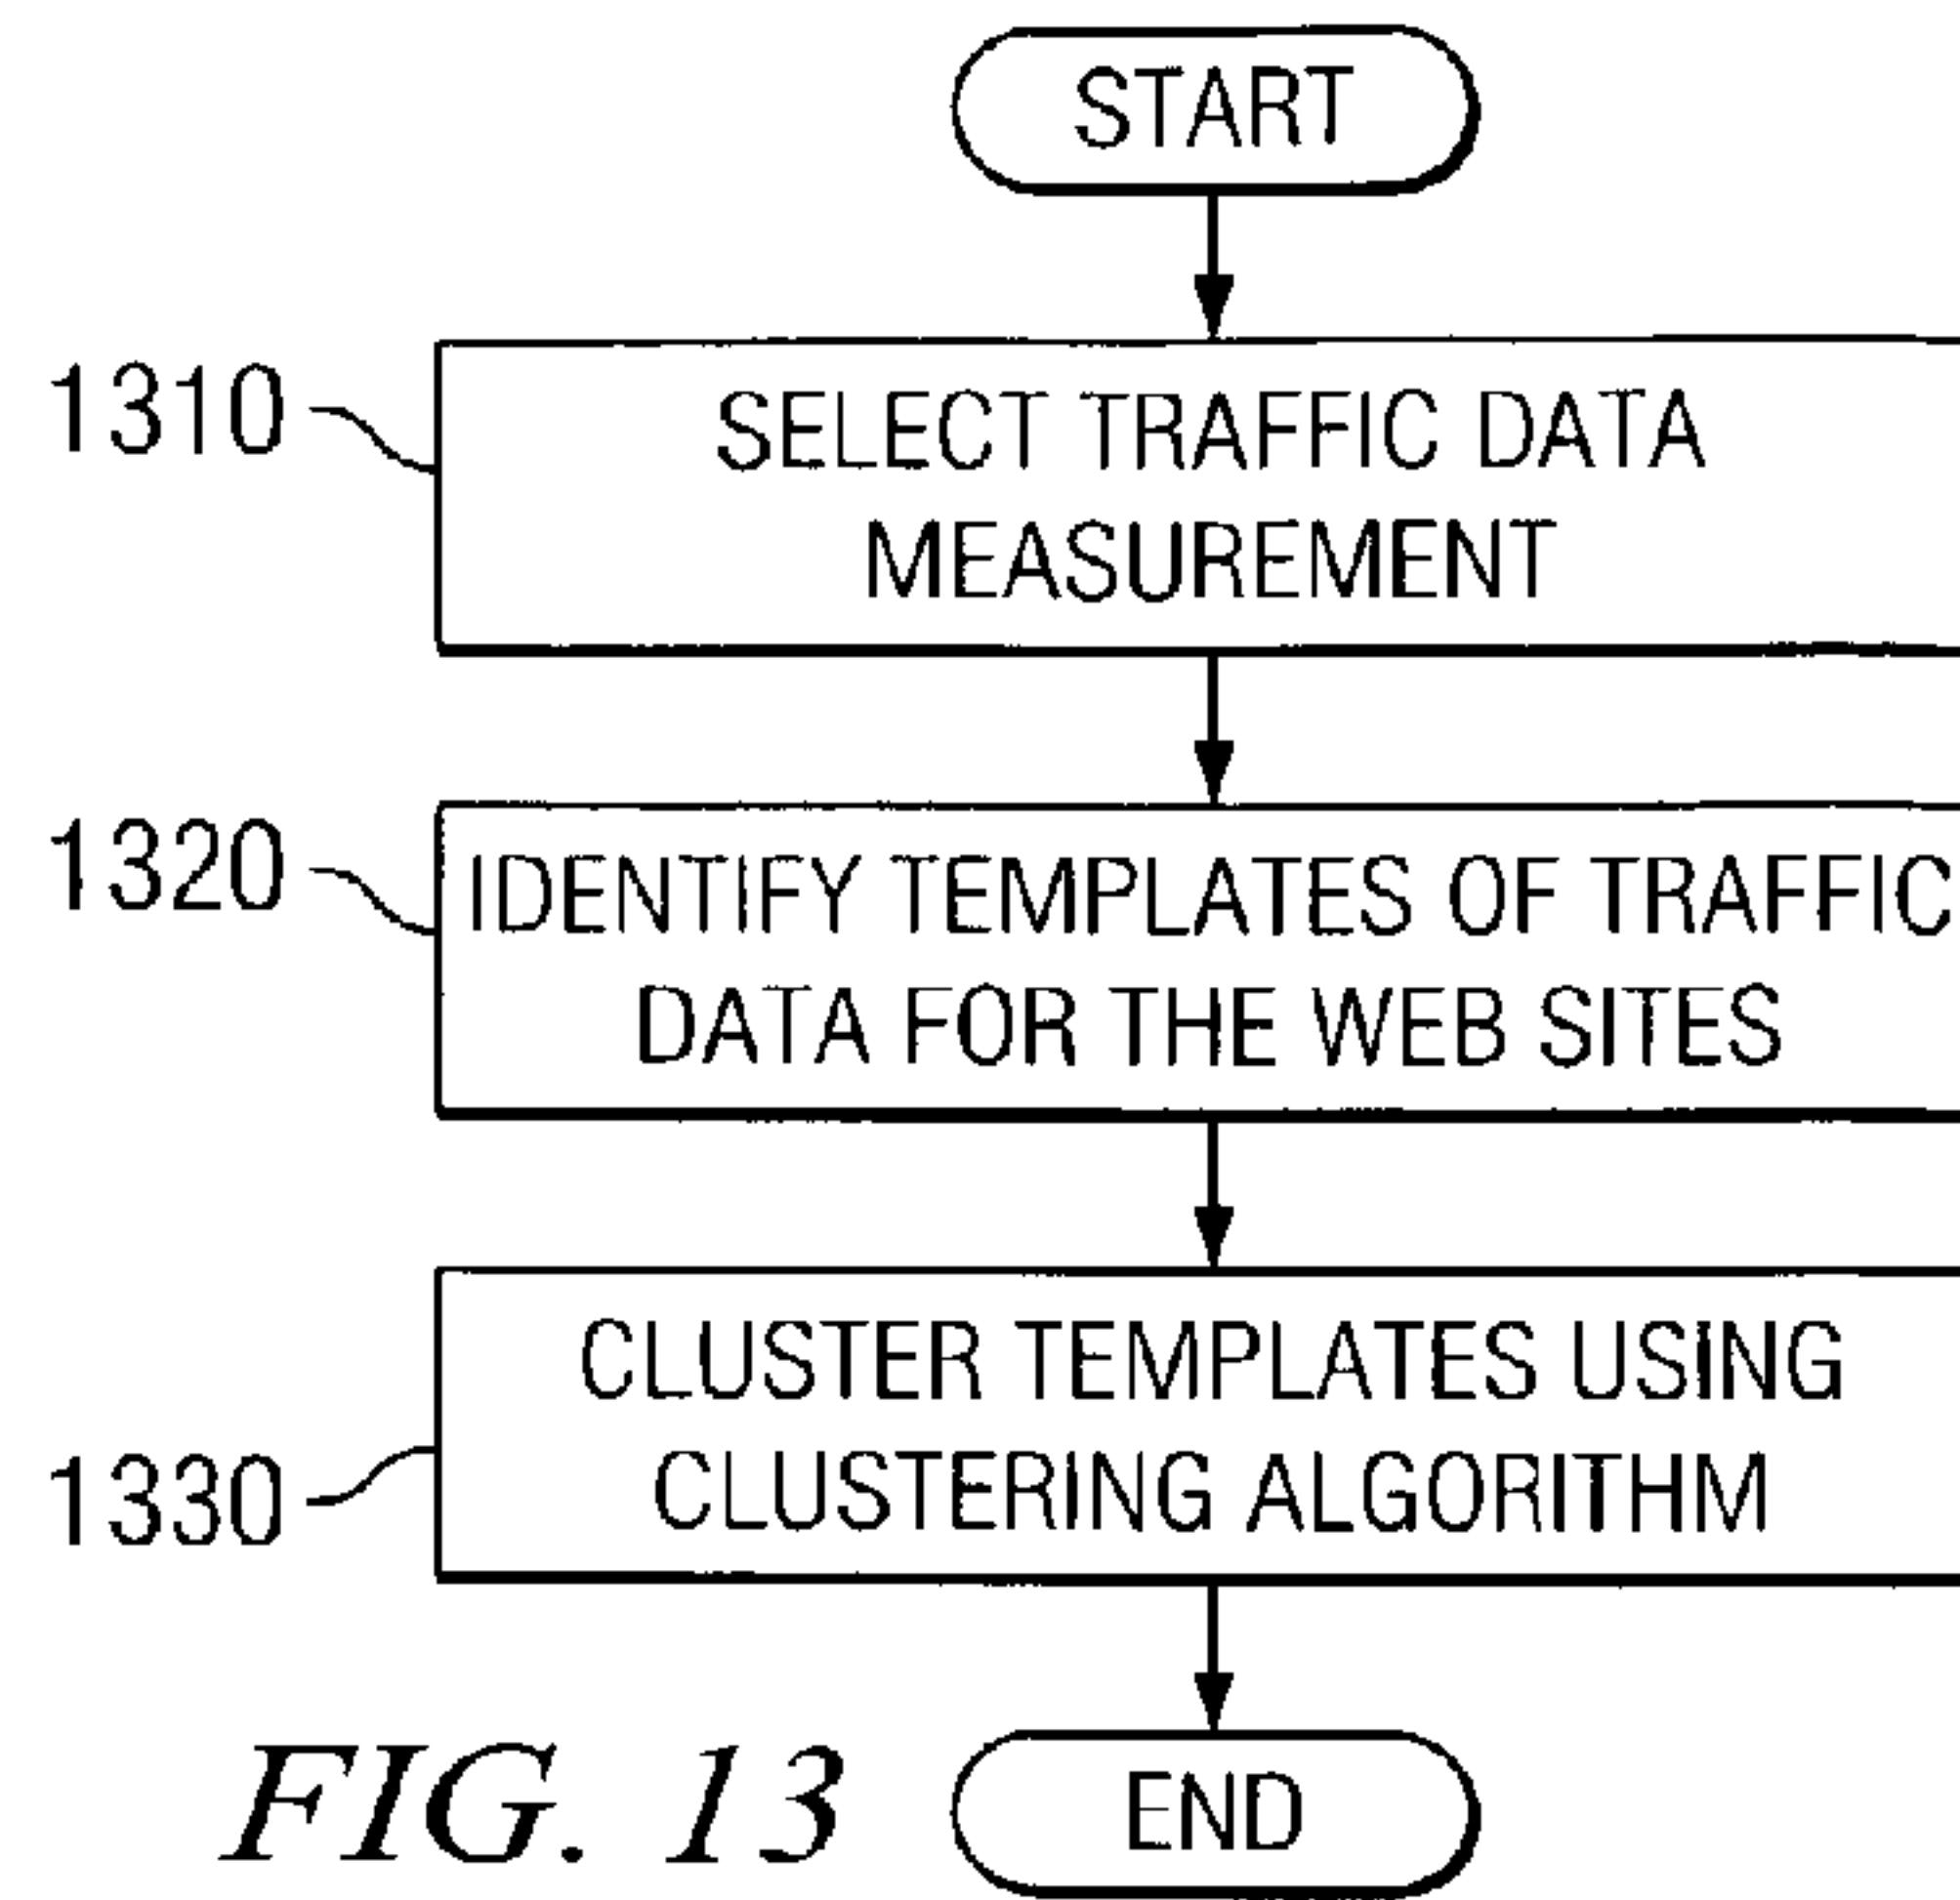 START
1310
SELECT TRAFFIC DATA
MEASUREMENT
1320
IDENTIFY TEMPLATES OF TRAFFIC
DATA FOR THE WEB SITES
CLUSTER TEMPLATES USING
CLUSTERING ALGORITHM
1330
FIG. 13
END